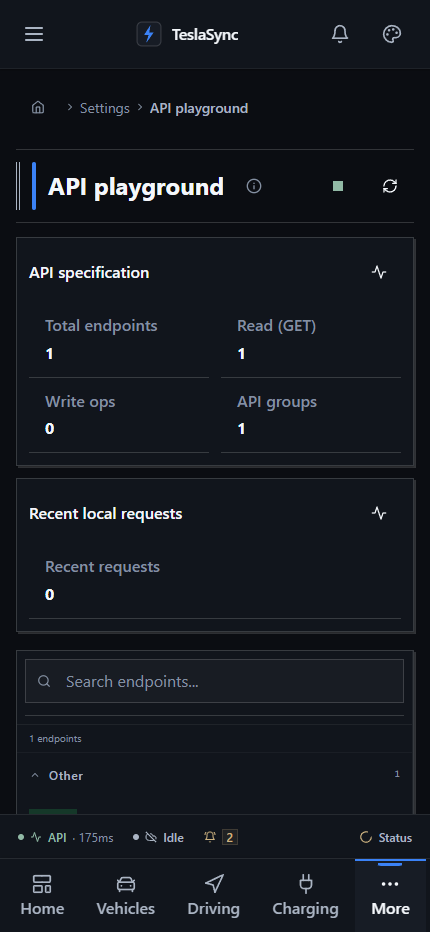 TeslaSync
Settings
API playground
API playground
API specification
Total endpoints
1
Read (GET)
1
Write ops
0
API groups
1
Recent local requests
Recent requests
0
Search endpoints...
1 endpoints
Other
1
API · 175ms
Idle
2
Status
Home
Vehicles
Driving
Charging
More